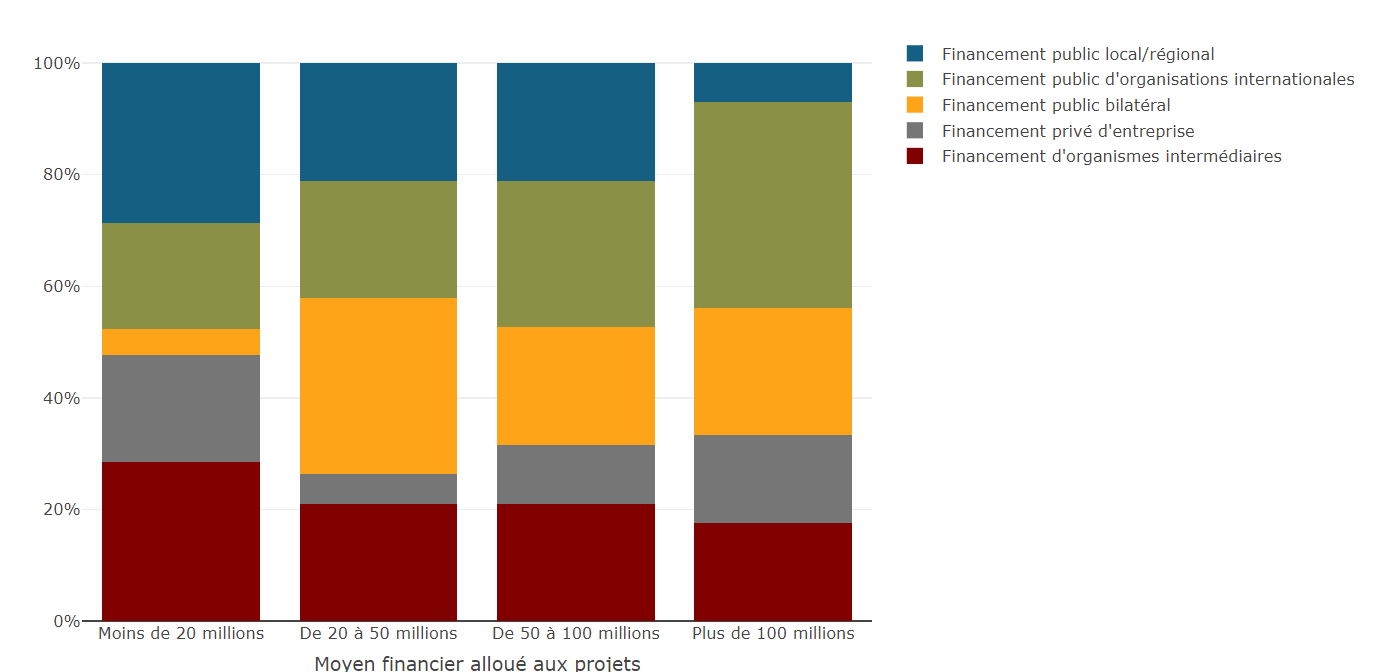 100%
80%
60%
40%
20%
0%
Moins de 20 millions
De 20 à 50 millions
De 50 à 100 millions
Plus de 100 millions
Moyen financier alloué aux projets
Financement public local/régional
Financement public d'organisations internationales
Financement public bilatéral
Financement privé d'entreprise
Financement d'organismes intermédiaires